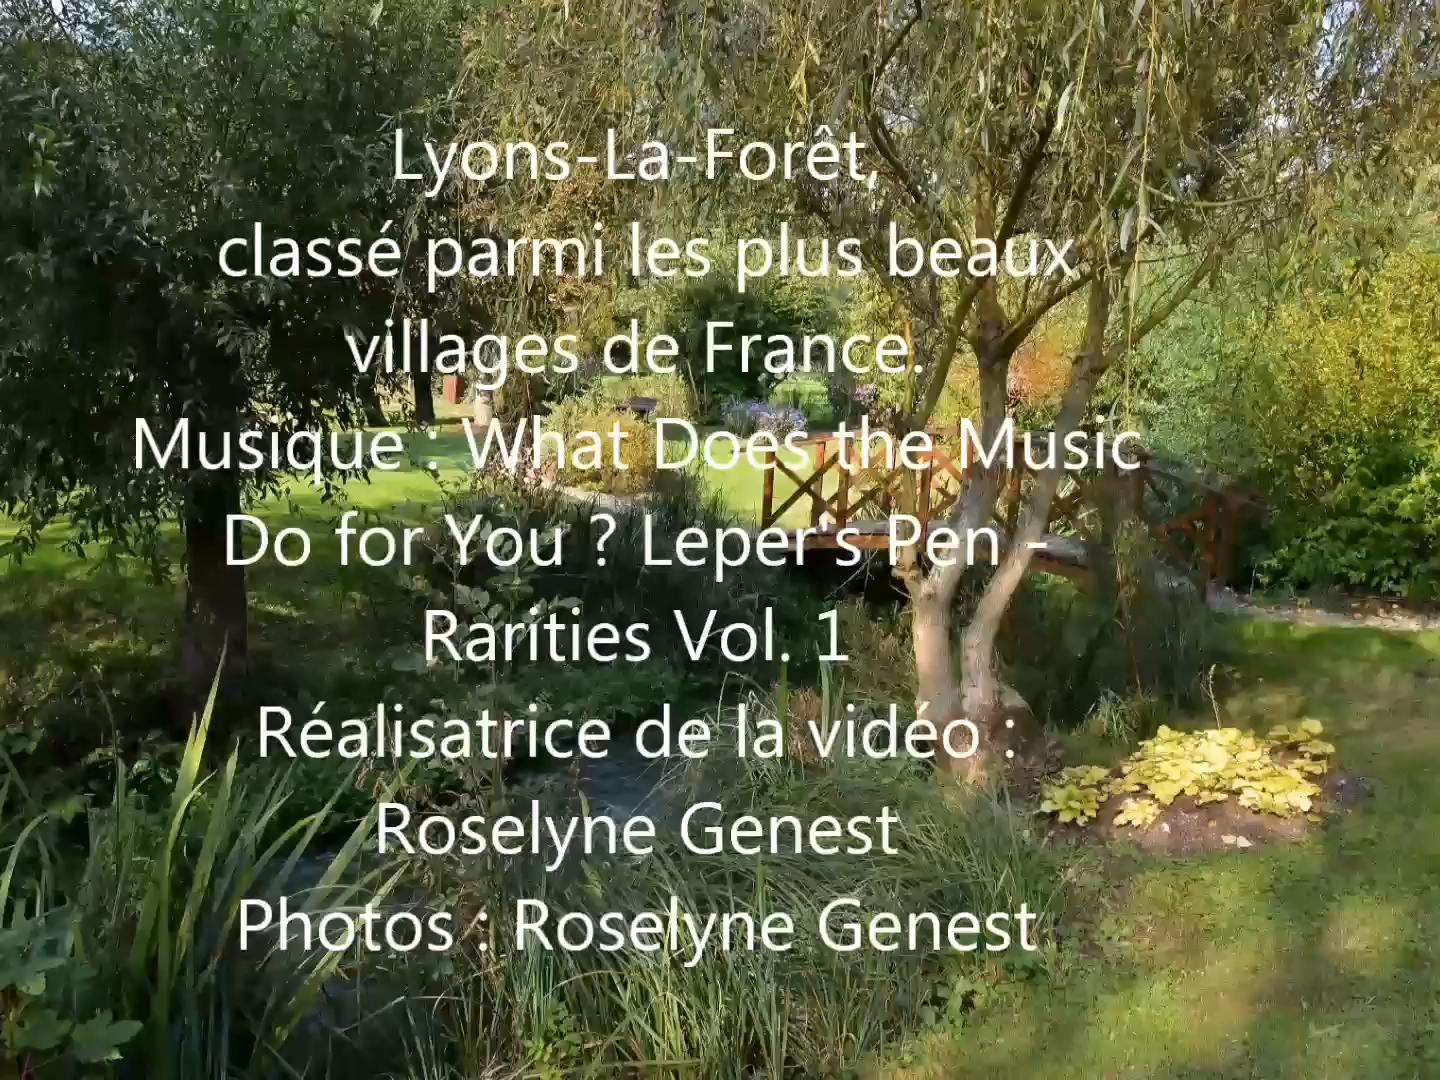 Lyons-La-Forêt,
classé parmi les plus beaux
villages de France.
Musique : What Does the Music
Do for You ? Leper's Pen -
Rarities Vol. 1
Réalisatrice de la vidéo :
Roselyne Genest
Photos : Roselyne Genest